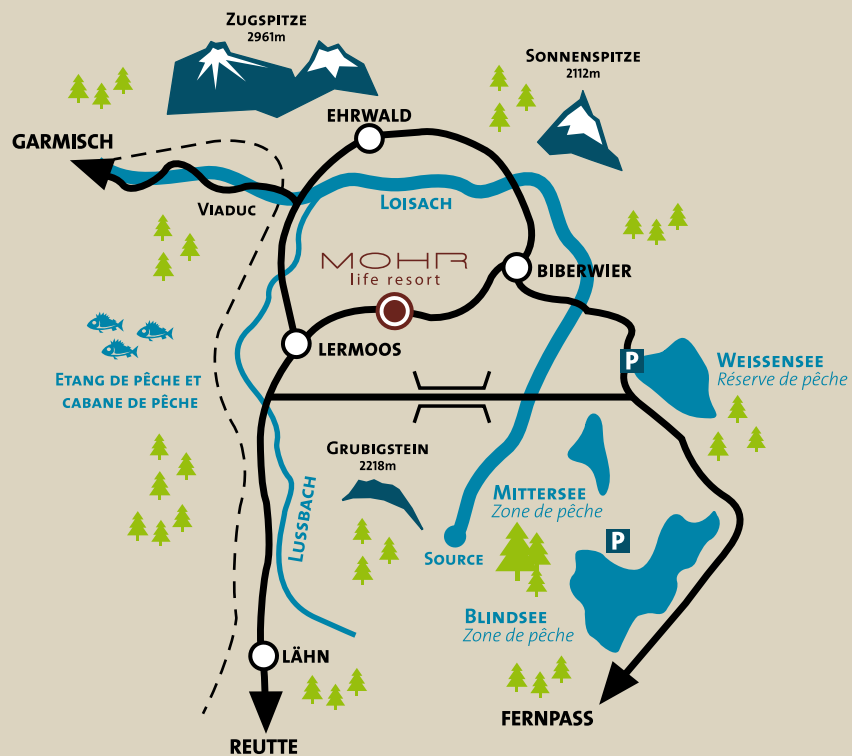 ZUGSPITZE
2961m
SONNENSPITZE
2112m
EHRWALD
GARMISCH
VIADUC
LOISACH
MOHR
life resort
BIBERWIER
LERMOOS
ETANG DE PÊCHE ET
CABANE DE PÊCHE
P
WEISSENSEE
Réserve de pêche
GRUBIGSTEIN
2218m
MITTERSEE
Zone de pêche
LUSSBACH
P
SOURCE
BLINDSEE
Zone de pêche
LÄHN
FERNPASS
REUTTE